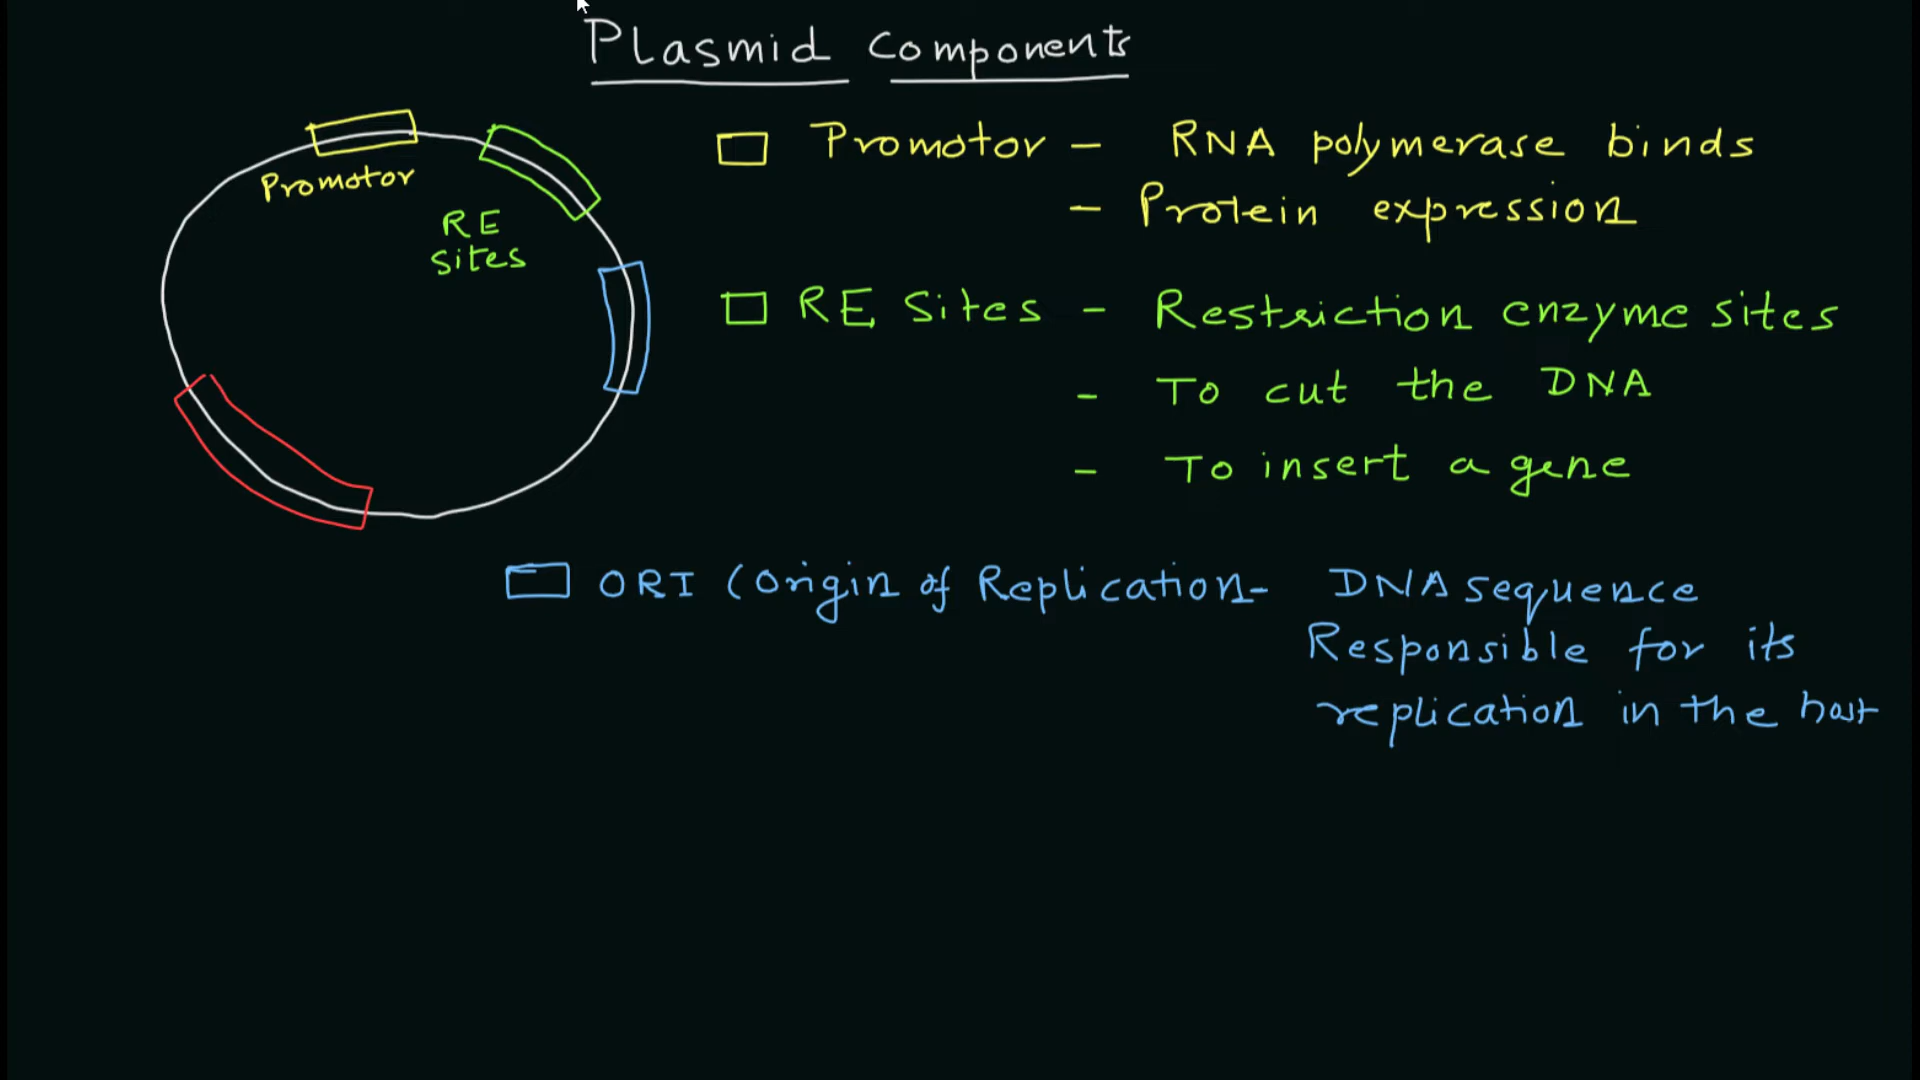 Plasmid Components
Promotor
RE
sites
Promotor - RNA polymerase binds
- Protein expression
RE Sites - Restriction enzyme sites
- To cut the DNA
- To insert a gene
ORI (Origin of Replication- DNA sequence
Responsible for its
replication in the host